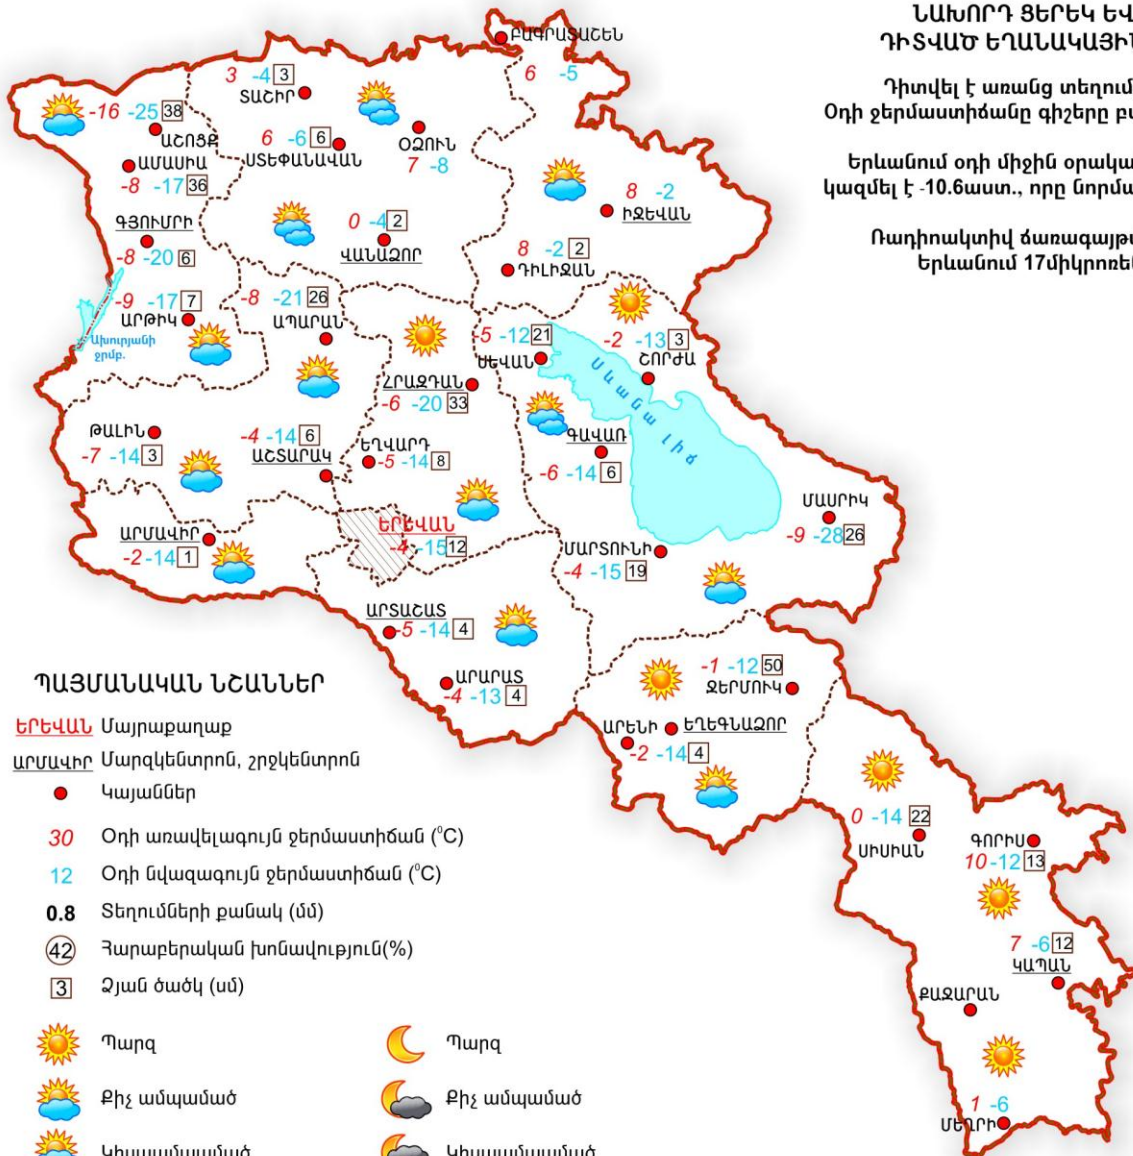 ՆԱԽՈՐԴ ՑԵՐԵԿ ԵՎ
ԴԻՏՎԱԾ ԵՂԱՆԱԿԱՅԻՆ
Դիտվել է առանց տեղում
Օդի ջերմաստիճանը գիշերը
Երևանում օդի միջին օրակա
կազմել է -10.6աստ., որը նորմա
Ռադիոակտիվ ճառագայթ
Երևանում 17միկրոռեն
ԲԱԳՐԱՏԱՇԵՆ
6 -5
3 -4 3
ՏԱՇԻՐ
-16 -25 38
ԱՇՈՑՔ
6 -6 6
ՍՏԵՓԱՆԱՎԱՆ
ՕՁՈՒՆ
7 -8
ԱՄԱՍԻԱ
-8 -17 36
8 -2
ԻՋԵՎԱՆ
ԳՅՈՒՄՐԻ
-8 -20 6
0 -4 2
ՎԱՆԱՁՈՐ
8 -2 2
ԴԻԼԻՋԱՆ
-9 -17 7
ԱՐԹԻԿ
-8 -21 26
ԱՊԱՐԱՆ
Ախուրյանի
ջրմբ.
-5 -12 21
ՍԵՎԱՆ
-2 -13 3
ՇՈՐԺԱ
ՀՐԱԶԴԱՆ
-6 -20 33
Սևանա լիճ
ԹԱԼԻՆ
-7 -14 3
-4 -14 6
ԱՇՏԱՐԱԿ
ԵՂՎԱՐԴ
-5 -14 8
ԳԱՎԱՌ
-6 -14 6
ՄԱՍՐԻԿ
-9 -28 26
ԱՐՄԱՎԻՐ
-2 -14 1
ԵՐԵՎԱՆ
-4 -15 12
ՄԱՐՏՈՒՆԻ
-4 -15 19
ԱՐՏԱՇԱՏ
-5 -14 4
ԱՐԱՐԱՏ
-4 -13 4
-1 -12 50
ՋԵՐՄՈՒԿ
ԱՐԵՆԻ
ԵՂԵԳՆԱՁՈՐ
-2 -14 4
0 -14 22
ՍԻՍԻԱՆ
ԳՈՐԻՍ
10 -12 13
7 -6 12
ԿԱՊԱՆ
ՔԱՋԱՐԱՆ
1 -6
ՄԵՂՐԻ
ՊԱՅՄԱՆԱԿԱՆ ՆՇԱՆՆԵՐ
ԵՐԵՎԱՆ Մայրաքաղաք
ԱՐՄԱՎԻՐ Մարզկենտրոն, շրջկենտրոն
Կայաններ
30 Օդի առավելագույն ջերմաստիճան (⁰C)
12 Օդի նվազագույն ջերմաստիճան (⁰C)
0.8 Տեղումների քանակ (մմ)
42 Հարաբերական խոնավություն(%)
3 Ձյան ծածկ (սմ)
Պարզ Պարզ
Քիչ ամպամած Քիչ ամպամած
Կիսաամպամած Կիսաամպամած